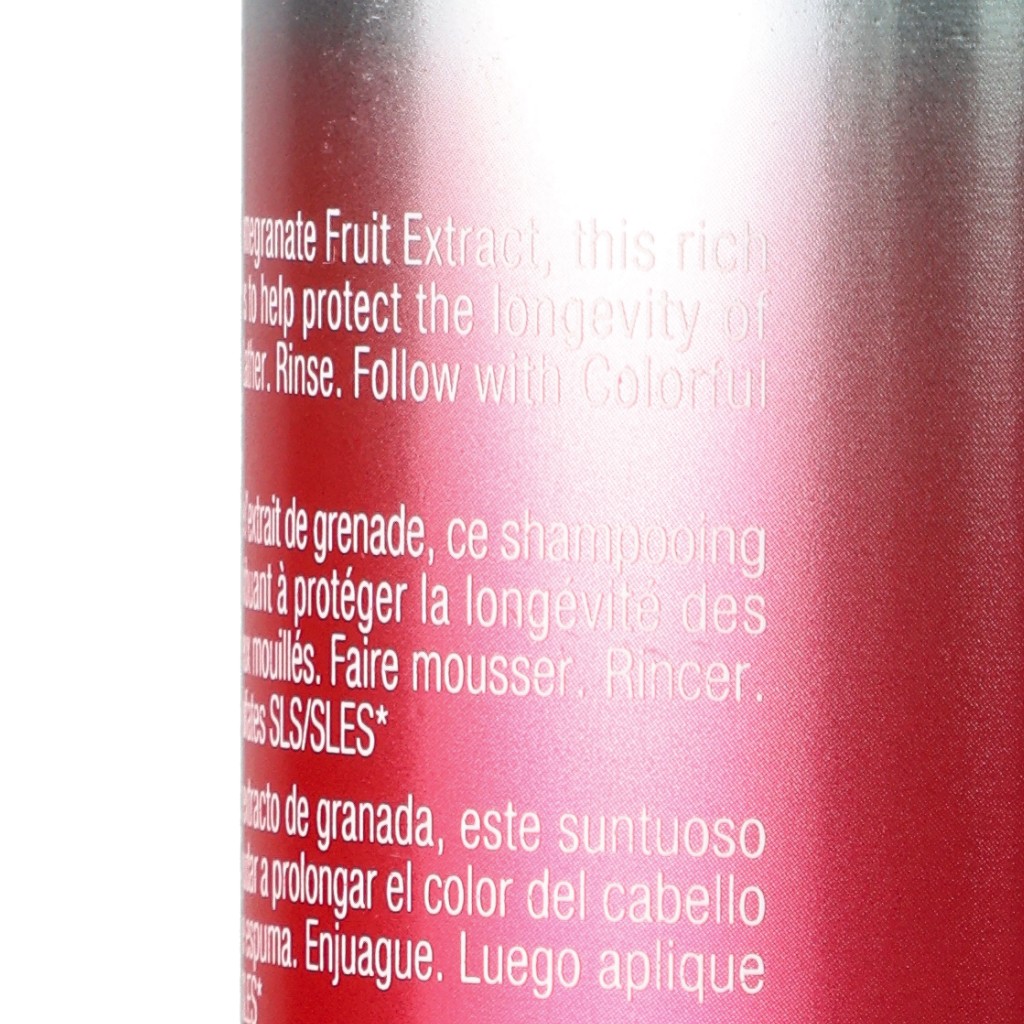 Fruit Extract, this rich
to help protect the longevity of
Rinse. Follow with Colorful
extrait de grenade, ce shampooing
à protéger la longévité des
mouillés. Faire mousser. Rincer.
SLS/SLES*
de granada, este suntuoso
a prolongar el color del cabello
espuma. Enjuague. Luego aplique